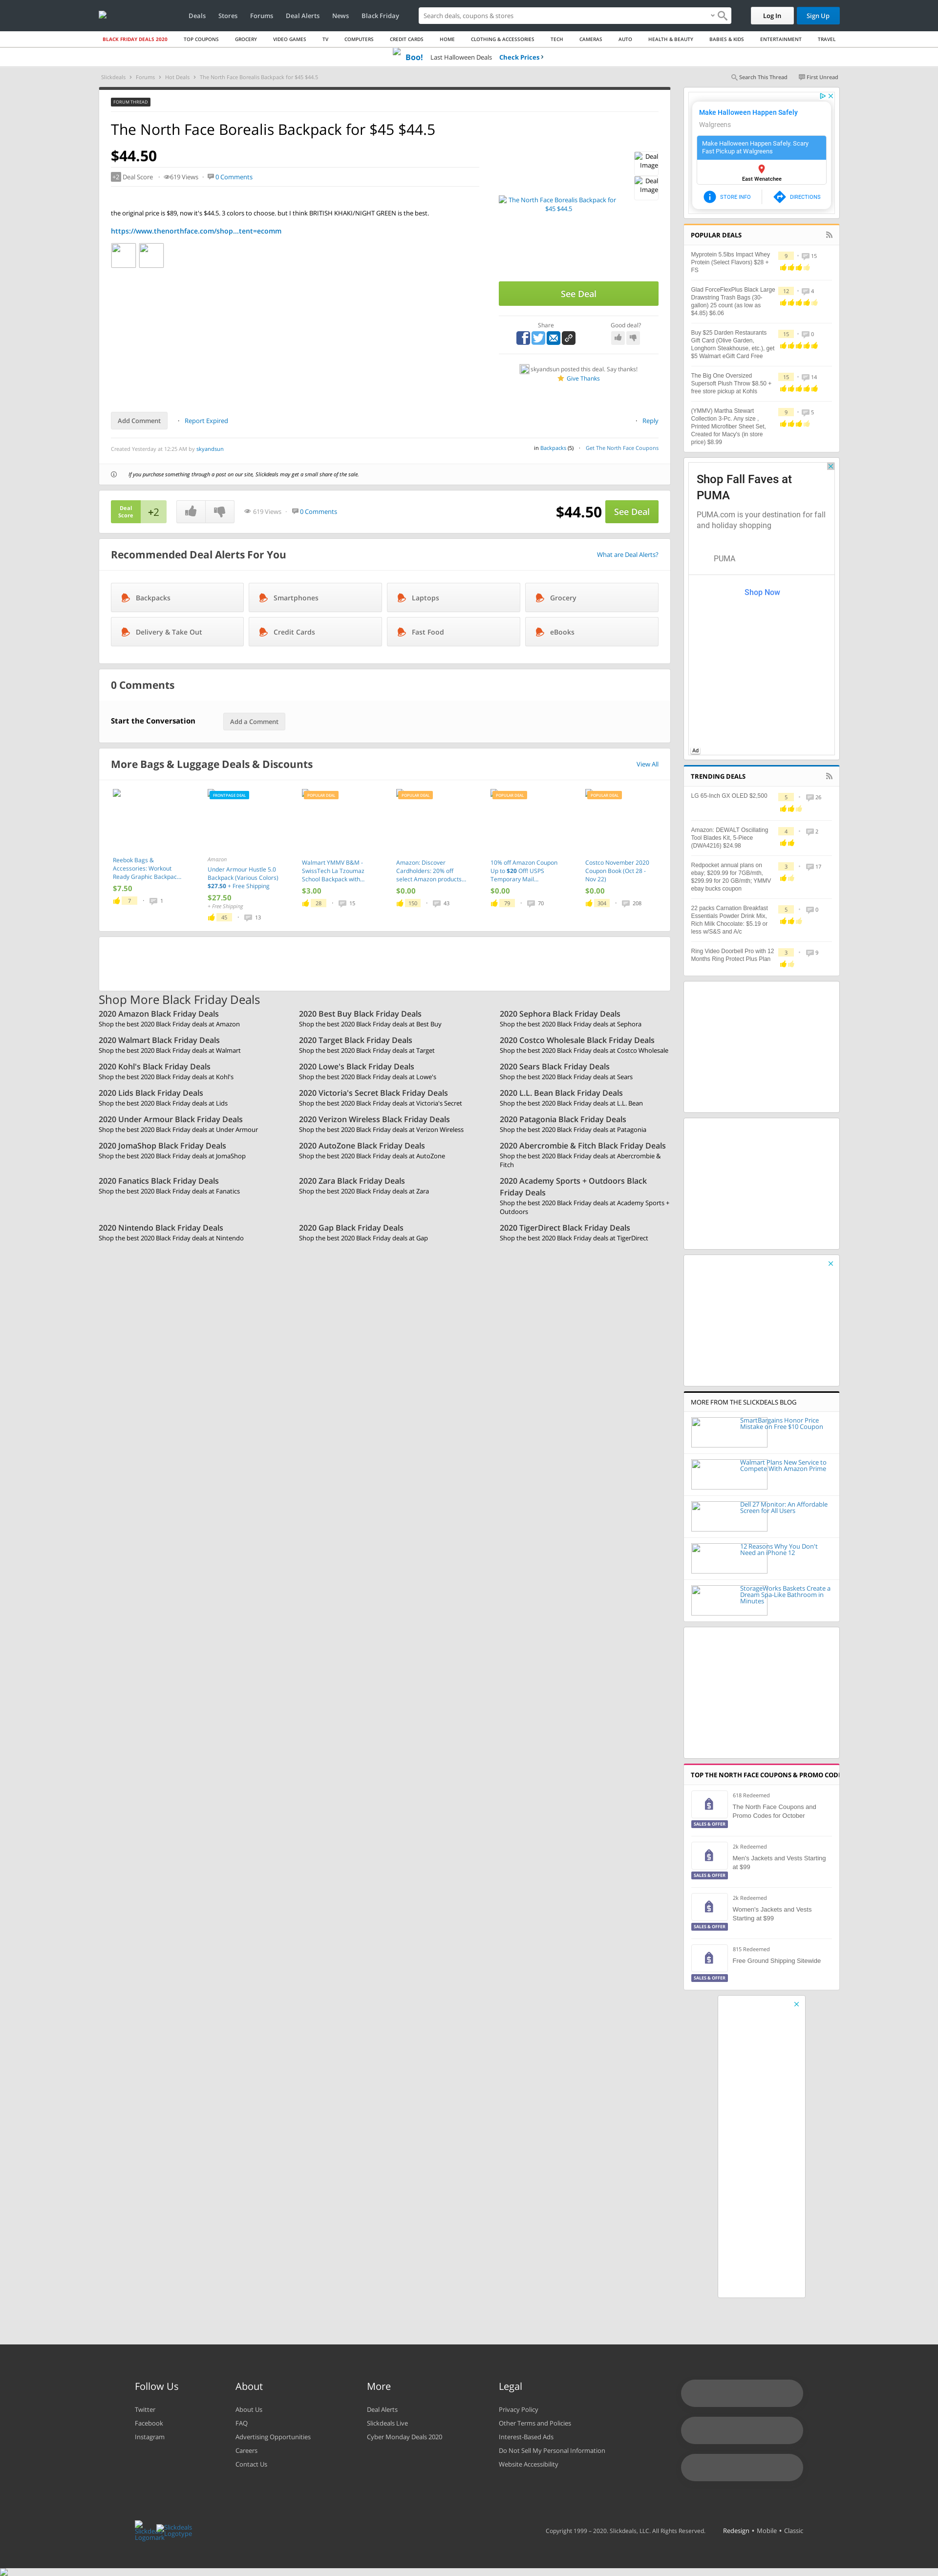 Deals Stores Forums Deal Alerts News Black Friday
Search deals, coupons & stores
Log In
Sign Up
BLACK FRIDAY DEALS 2020 TOP COUPONS GROCERY VIDEO GAMES TV COMPUTERS CREDIT CARDS HOME CLOTHING & ACCESSORIES TECH CAMERAS AUTO HEALTH & BEAUTY BABIES & KIDS ENTERTAINMENT TRAVEL
Boo! Last Halloween Deals Check Prices ›
Slickdeals › Forums › Hot Deals › The North Face Borealis Backpack for $45 $44.5
Search This Thread First Unread
FORUM THREAD
The North Face Borealis Backpack for $45 $44.5
$44.50
+2 Deal Score · 619 Views · 0 Comments
the original price is $89, now it's $44.5. 3 colors to choose. but I think BRITISH KHAKI/NIGHT GREEN is the best.
https://www.thenorthface.com/shop...tent=ecomm
Deal Image
Deal Image
The North Face Borealis Backpack for $45 $44.5
See Deal
Share
Good deal?
skyandsun posted this deal. Say thanks!
Give Thanks
Add Comment · Report Expired
· Reply
Created Yesterday at 12:25 AM by skyandsun
in Backpacks (5) · Get The North Face Coupons
If you purchase something through a post on our site, Slickdeals may get a small share of the sale.
Deal Score +2
619 Views · 0 Comments
$44.50 See Deal
Recommended Deal Alerts For You
What are Deal Alerts?
Backpacks
Smartphones
Laptops
Grocery
Delivery & Take Out
Credit Cards
Fast Food
eBooks
0 Comments
Start the Conversation
Add a Comment
More Bags & Luggage Deals & Discounts
View All
Reebok Bags & Accessories: Workout Ready Graphic Backpac...
$7.50
7 · 1
FRONTPAGE DEAL
Amazon
Under Armour Hustle 5.0 Backpack (Various Colors) $27.50 + Free Shipping
$27.50
+ Free Shipping
45 · 13
POPULAR DEAL
Walmart YMMV B&M - SwissTech La Tzoumaz School Backpack with...
$3.00
28 · 15
POPULAR DEAL
Amazon: Discover Cardholders: 20% off select Amazon products...
$0.00
150 · 43
POPULAR DEAL
10% off Amazon Coupon Up to $20 Off! USPS Temporary Mail...
$0.00
79 · 70
POPULAR DEAL
Costco November 2020 Coupon Book (Oct 28 - Nov 22)
$0.00
304 · 208
Shop More Black Friday Deals
2020 Amazon Black Friday Deals
Shop the best 2020 Black Friday deals at Amazon
2020 Best Buy Black Friday Deals
Shop the best 2020 Black Friday deals at Best Buy
2020 Sephora Black Friday Deals
Shop the best 2020 Black Friday deals at Sephora
2020 Walmart Black Friday Deals
Shop the best 2020 Black Friday deals at Walmart
2020 Target Black Friday Deals
Shop the best 2020 Black Friday deals at Target
2020 Costco Wholesale Black Friday Deals
Shop the best 2020 Black Friday deals at Costco Wholesale
2020 Kohl's Black Friday Deals
Shop the best 2020 Black Friday deals at Kohl's
2020 Lowe's Black Friday Deals
Shop the best 2020 Black Friday deals at Lowe's
2020 Sears Black Friday Deals
Shop the best 2020 Black Friday deals at Sears
2020 Lids Black Friday Deals
Shop the best 2020 Black Friday deals at Lids
2020 Victoria's Secret Black Friday Deals
Shop the best 2020 Black Friday deals at Victoria's Secret
2020 L.L. Bean Black Friday Deals
Shop the best 2020 Black Friday deals at L.L. Bean
2020 Under Armour Black Friday Deals
Shop the best 2020 Black Friday deals at Under Armour
2020 Verizon Wireless Black Friday Deals
Shop the best 2020 Black Friday deals at Verizon Wireless
2020 Patagonia Black Friday Deals
Shop the best 2020 Black Friday deals at Patagonia
2020 JomaShop Black Friday Deals
Shop the best 2020 Black Friday deals at JomaShop
2020 AutoZone Black Friday Deals
Shop the best 2020 Black Friday deals at AutoZone
2020 Abercrombie & Fitch Black Friday Deals
Shop the best 2020 Black Friday deals at Abercrombie & Fitch
2020 Fanatics Black Friday Deals
Shop the best 2020 Black Friday deals at Fanatics
2020 Zara Black Friday Deals
Shop the best 2020 Black Friday deals at Zara
2020 Academy Sports + Outdoors Black Friday Deals
Shop the best 2020 Black Friday deals at Academy Sports + Outdoors
2020 Nintendo Black Friday Deals
Shop the best 2020 Black Friday deals at Nintendo
2020 Gap Black Friday Deals
Shop the best 2020 Black Friday deals at Gap
2020 TigerDirect Black Friday Deals
Shop the best 2020 Black Friday deals at TigerDirect
Make Halloween Happen Safely
Walgreens
Make Halloween Happen Safely. Scary Fast Pickup at Walgreens
East Wenatchee
STORE INFO
DIRECTIONS
POPULAR DEALS
Myprotein 5.5lbs Impact Whey Protein (Select Flavors) $28 + FS
9 · 15
Glad ForceFlexPlus Black Large Drawstring Trash Bags (30-gallon) 25 count (as low as $4.85) $6.06
12 · 4
Buy $25 Darden Restaurants Gift Card (Olive Garden, Longhorn Steakhouse, etc.), get $5 Walmart eGift Card Free
15 · 0
The Big One Oversized Supersoft Plush Throw $8.50 + free store pickup at Kohls
15 · 14
(YMMV) Martha Stewart Collection 3-Pc. Any size , Printed Microfiber Sheet Set. Created for Macy's (in store price) $8.99
9 · 5
Shop Fall Faves at PUMA
PUMA.com is your destination for fall and holiday shopping
PUMA
Shop Now
Ad
TRENDING DEALS
LG 65-Inch GX OLED $2,500
5 · 26
Amazon: DEWALT Oscillating Tool Blades Kit, 5-Piece (DWA4216) $24.98
4 · 2
Redpocket annual plans on ebay; $209.99 for 7GB/mth, $299.99 for 20 GB/mth; YMMV ebay bucks coupon
3 · 17
22 packs Carnation Breakfast Essentials Powder Drink Mix, Rich Milk Chocolate: $5.19 or less w/S&S and A/c
5 · 0
Ring Video Doorbell Pro with 12 Months Ring Protect Plus Plan
3 · 9
MORE FROM THE SLICKDEALS BLOG
SmartBargains Honor Price Mistake on Free $10 Coupon
Walmart Plans New Service to Compete With Amazon Prime
Dell 27 Monitor: An Affordable Screen for All Users
12 Reasons Why You Don't Need an iPhone 12
StorageWorks Baskets Create a Dream Spa-Like Bathroom in Minutes
TOP THE NORTH FACE COUPONS & PROMO COD
618 Redeemed
The North Face Coupons and Promo Codes for October
SALES & OFFER
2k Redeemed
Men's Jackets and Vests Starting at $99
SALES & OFFER
2k Redeemed
Women's Jackets and Vests Starting at $99
SALES & OFFER
815 Redeemed
Free Ground Shipping Sitewide
SALES & OFFER
Follow Us
Twitter
Facebook
Instagram
About
About Us
FAQ
Advertising Opportunities
Careers
Contact Us
More
Deal Alerts
Slickdeals Live
Cyber Monday Deals 2020
Legal
Privacy Policy
Other Terms and Policies
Interest-Based Ads
Do Not Sell My Personal Information
Website Accessibility
Slickdeals Logomark
Slickdeals Logotype
Copyright 1999 - 2020. Slickdeals, LLC. All Rights Reserved.
Redesign • Mobile • Classic